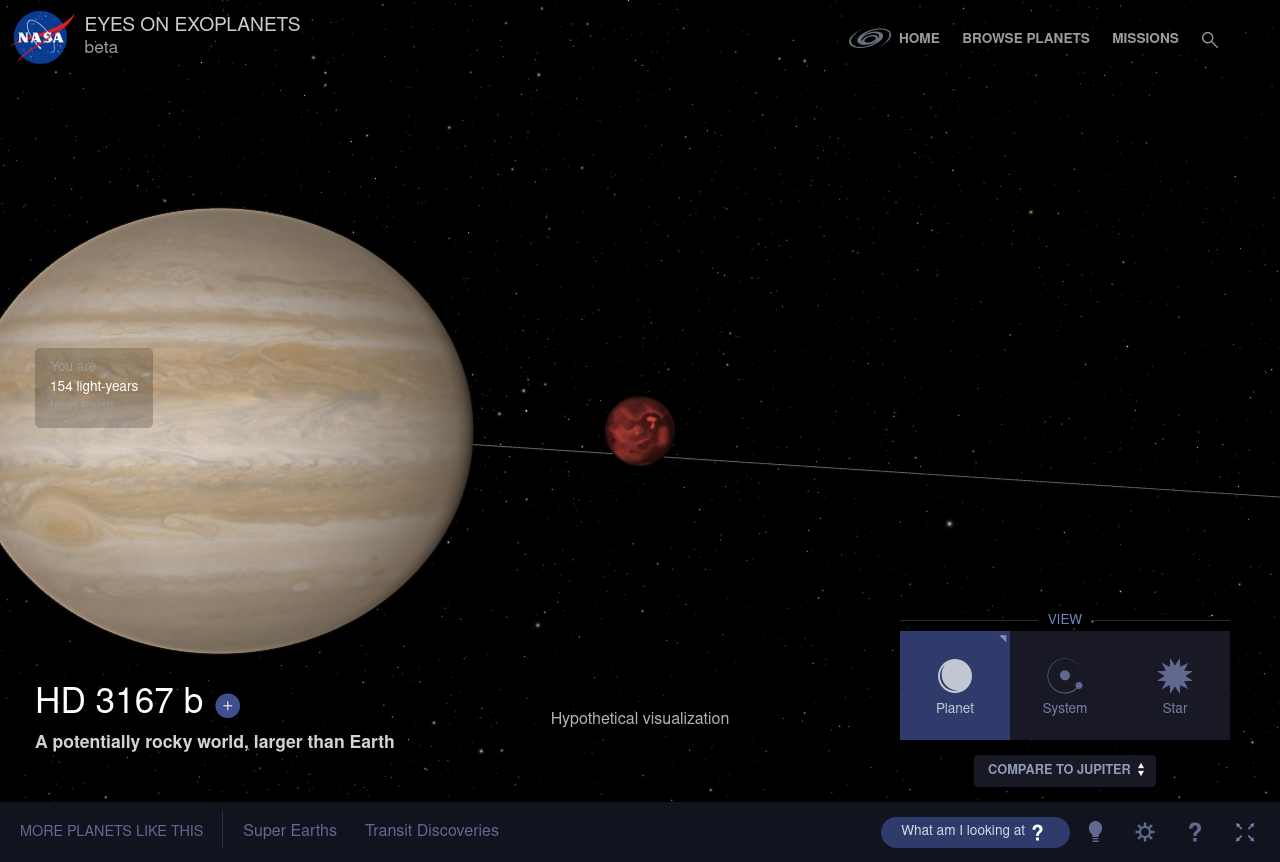 NASA
EYES ON EXOPLANETS
beta
HOME
BROWSE PLANETS
MISSIONS
You are
154 light-years
from Earth
HD 3167 b +
A potentially rocky world, larger than Earth
Hypothetical visualization
VIEW
Planet
System
Star
COMPARE TO JUPITER
MORE PLANETS LIKE THIS
Super Earths
Transit Discoveries
What am I looking at ?
?